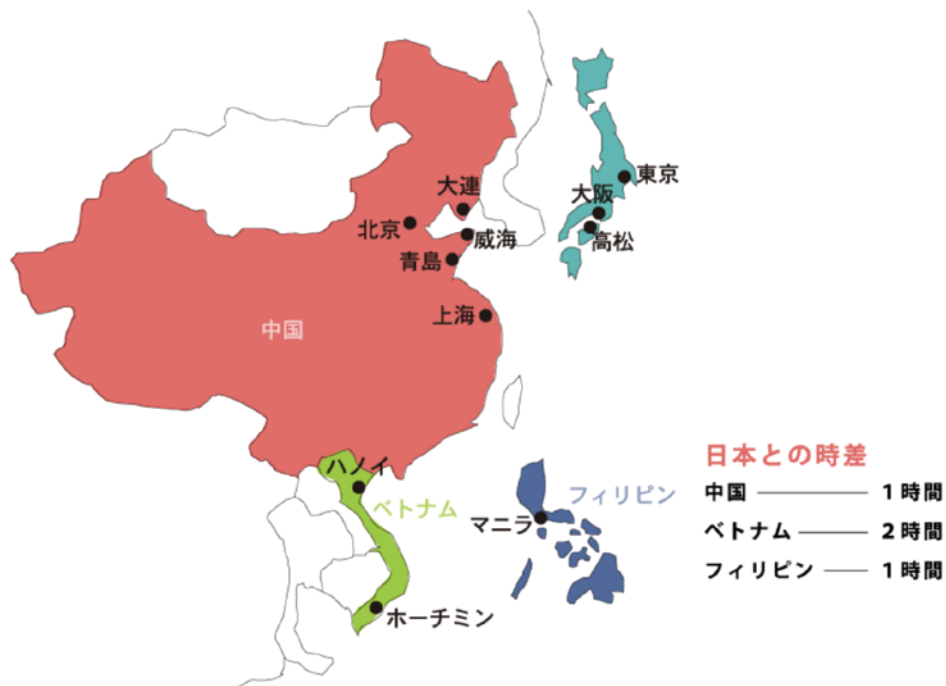 東京
大連
大阪
北京
威海
高松
青島
上海
中国
日本との時差
ハノイ
中国 1時間
フィリピン
ベトナム
マニラ
ベトナム 2時間
フィリピン 1時間
ホーチミン